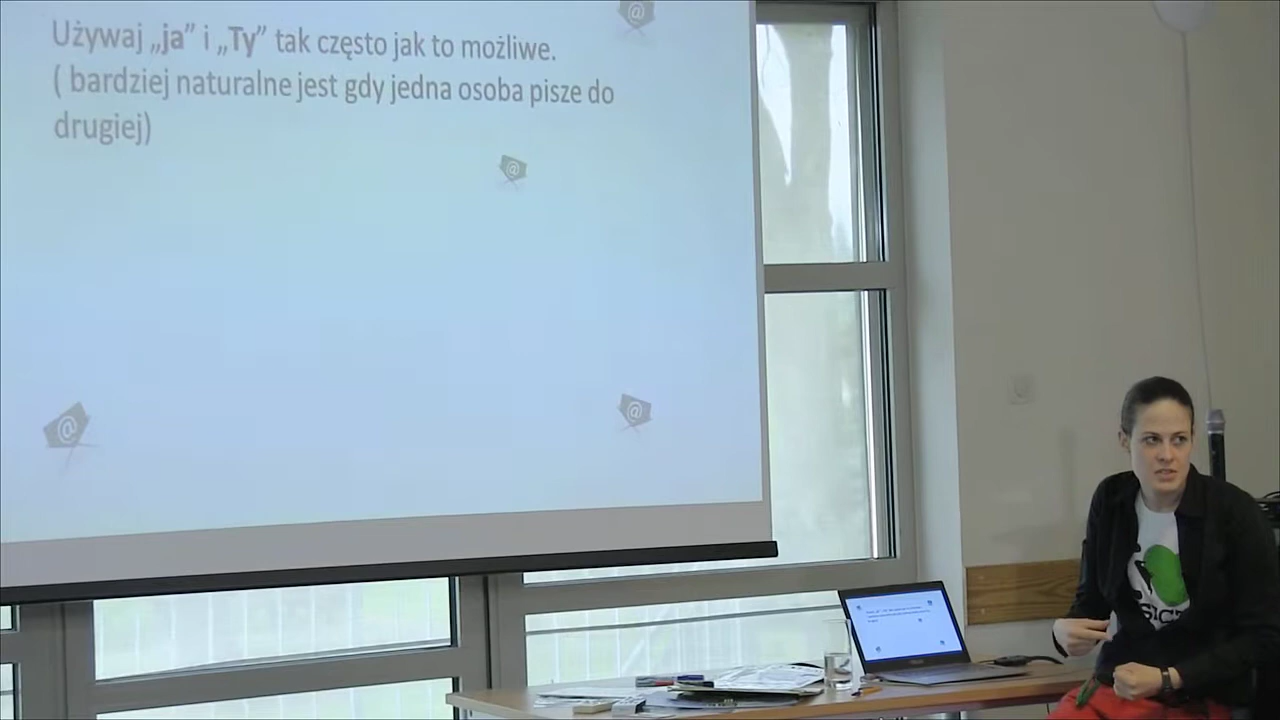 Używaj „ja” i „Ty” tak często jak to możliwe.
( bardziej naturalne jest gdy jedna osoba pisze do
drugiej)
@
@
@
@